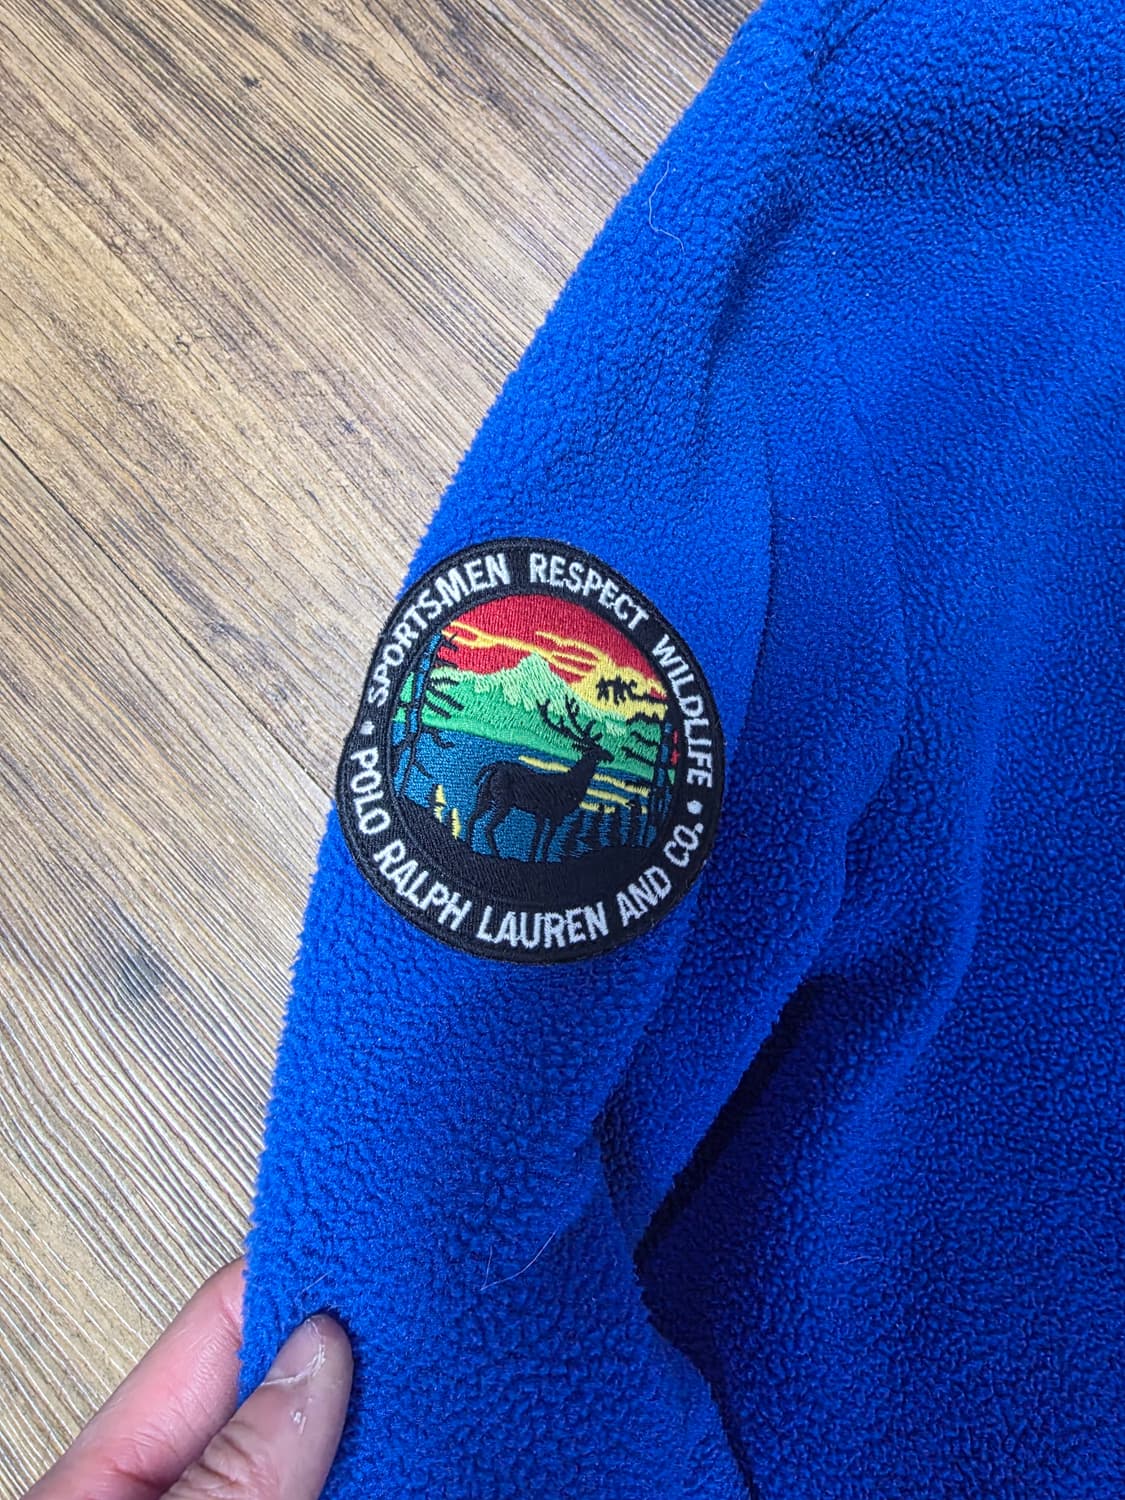 SPORTSMEN RESPECT WILDLIFE
• POLO RALPH LAUREN AND CO. •